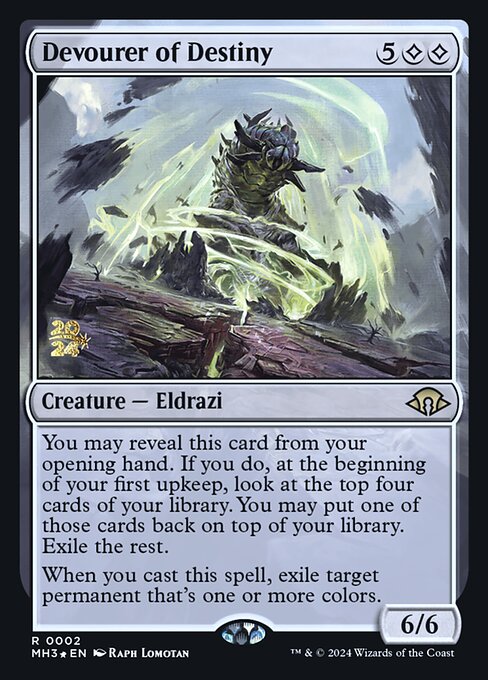 Devourer of Destiny 5
2024
Creature — Eldrazi
You may reveal this card from your
opening hand. If you do, at the beginning
of your first upkeep, look at the top four
cards of your library. You may put one of
those cards back on top of your library.
Exile the rest.
When you cast this spell, exile target
permanent that's one or more colors.
6/6
R 0002
MH3★EN Raph Lomotan
™ & © 2024 Wizards of the Coast